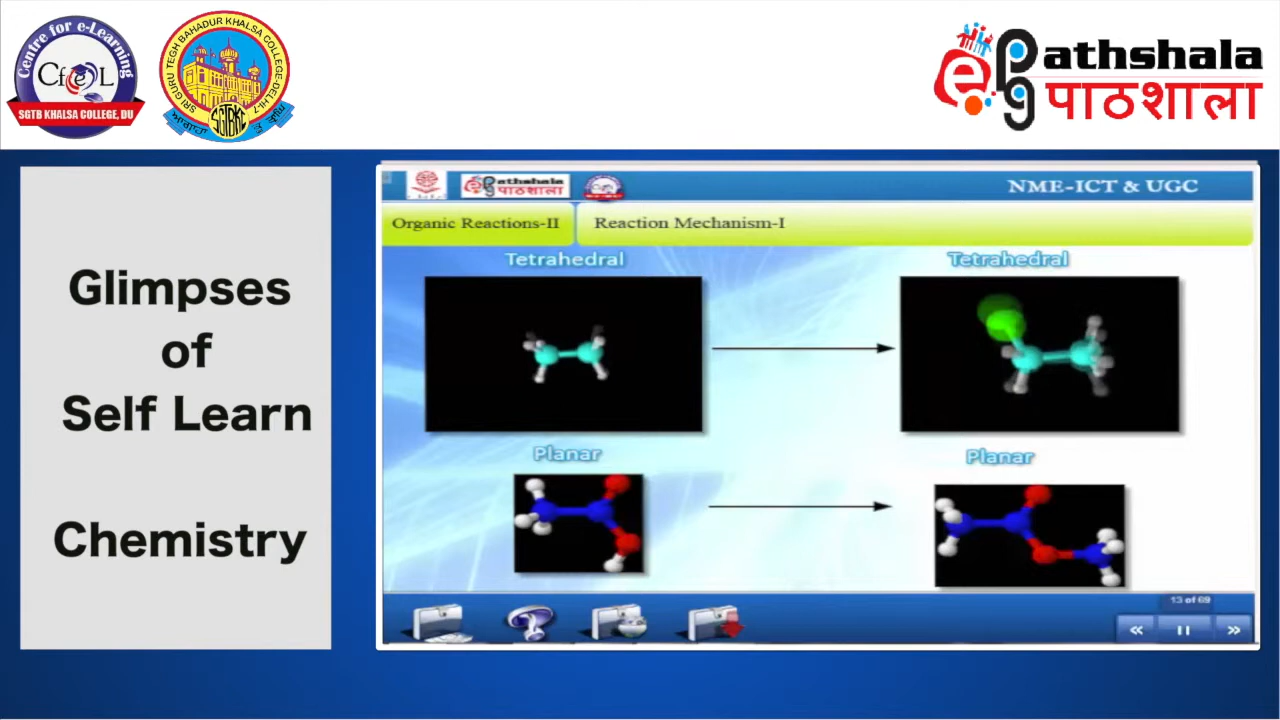 Centre for e-Learning
CfeL
SGTB KHALSA COLLEGE, DU
SRI GURU TEGH BAHADUR KHALSA COLLEGE-DELHI-7
SGTBKC
ePathshala
पाठशाला
Glimpses
of
Self Learn
Chemistry
Pathshala
पाठशाला
NME-ICT & UGC
Organic Reactions-II
Reaction Mechanism-I
Tetrahedral
Tetrahedral
Planar
Planar
13 of 69